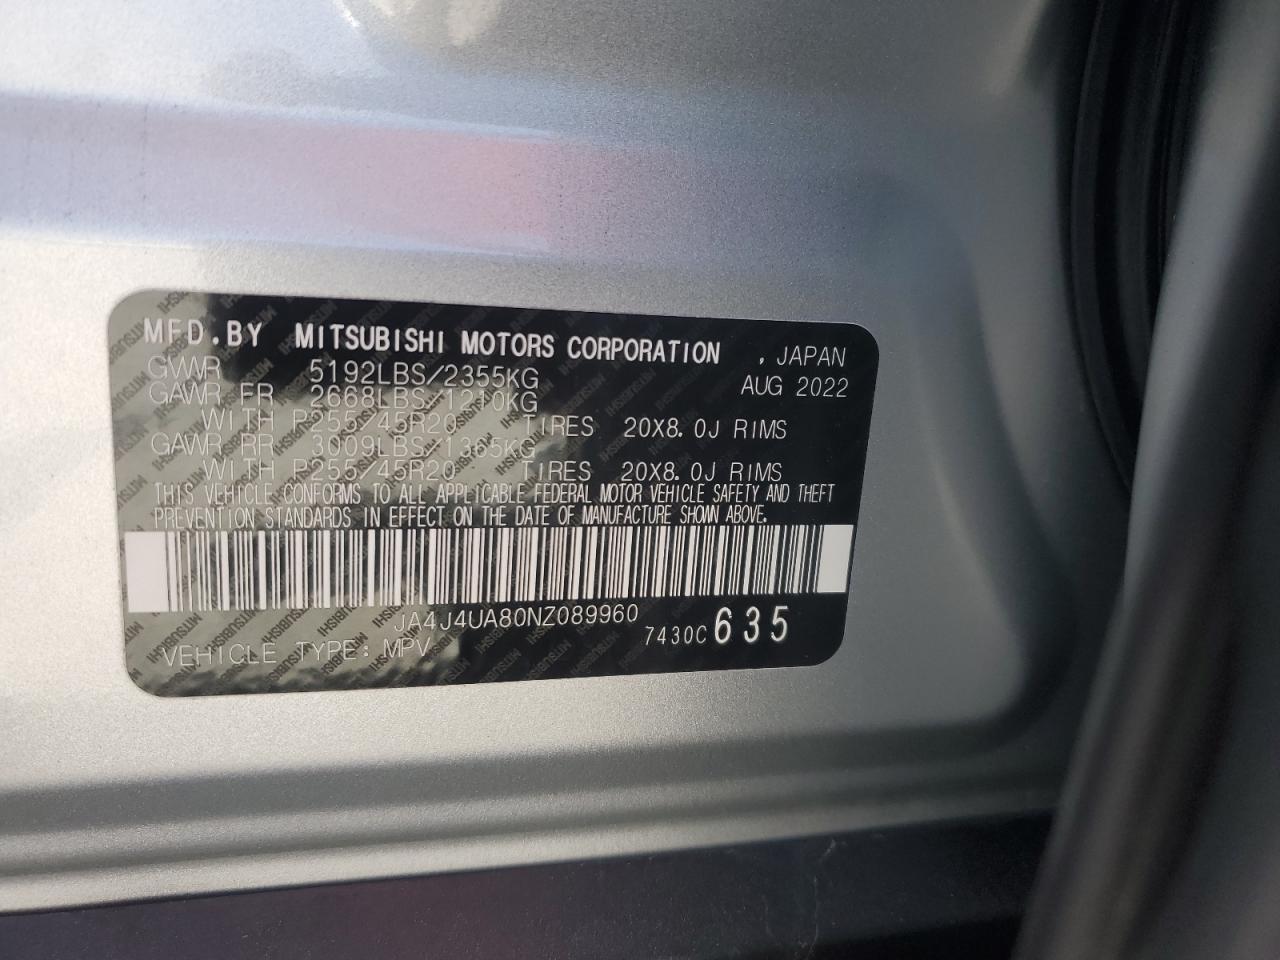 MFD.BY MITSUBISHI MOTORS CORPORATION , JAPAN
GVWR 5192LBS/2355KG AUG 2022
GAWR FR 2668LBS/1210KG
WITH P255/45R20 TIRES 20X8.0J RIMS
GAWR RR 3009LBS/1365KG
WITH P255/45R20 TIRES 20X8.0J RIMS
THIS VEHICLE CONFORMS TO ALL APPLICABLE FEDERAL MOTOR VEHICLE SAFETY AND THEFT
PREVENTION STANDARDS IN EFFECT ON THE DATE OF MANUFACTURE SHOWN ABOVE.
JA4J4UA80NZ089960
7430C 635
VEHICLE TYPE: MPV